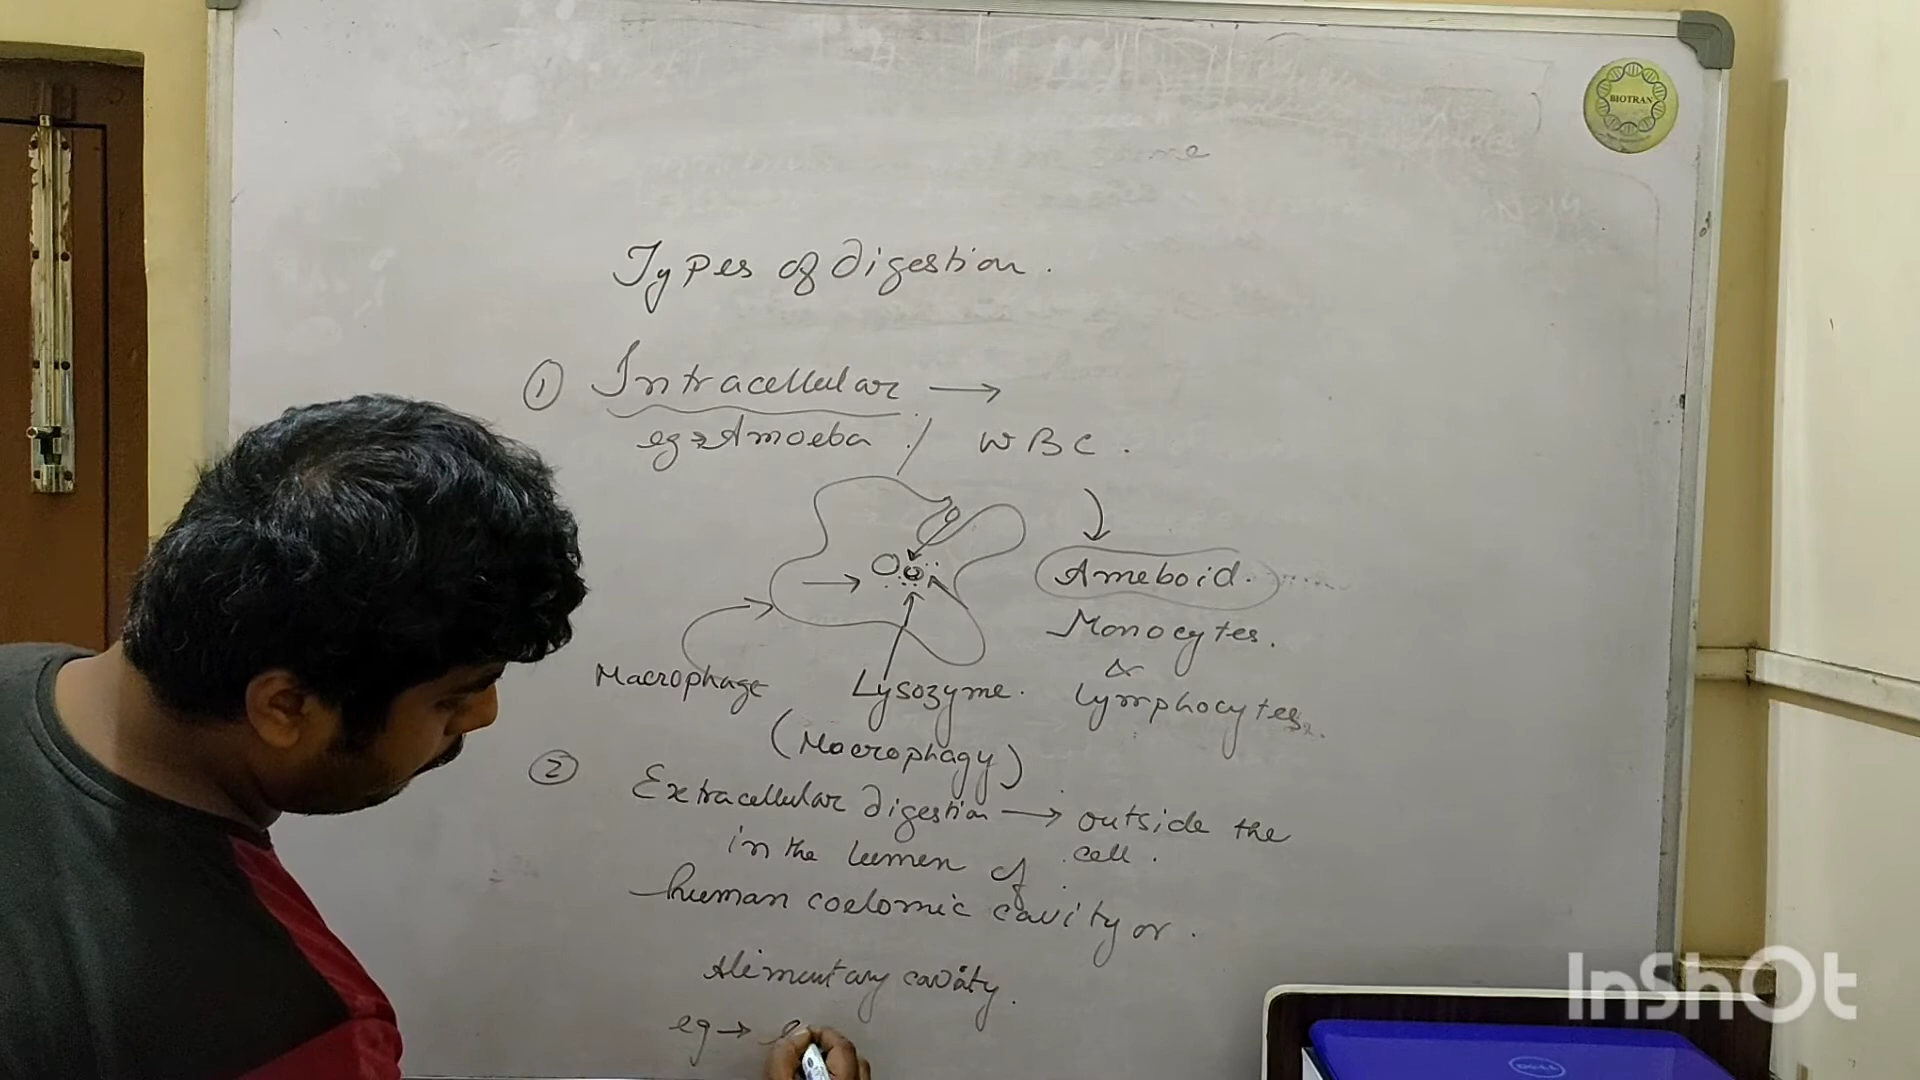 BIOTRAN
Types of digestion.
① Intracellular →
eg → Amoeba / WBC.
Ameboid.
Monocytes.
&
Lymphocytes.
Macrophage
Lysozyme.
(Macrophagy)
② Extracellular digestion → outside the cell.
in the lumen of
human coelomic cavity or.
Alimentary cavity.
eg →
InShOt
DELL